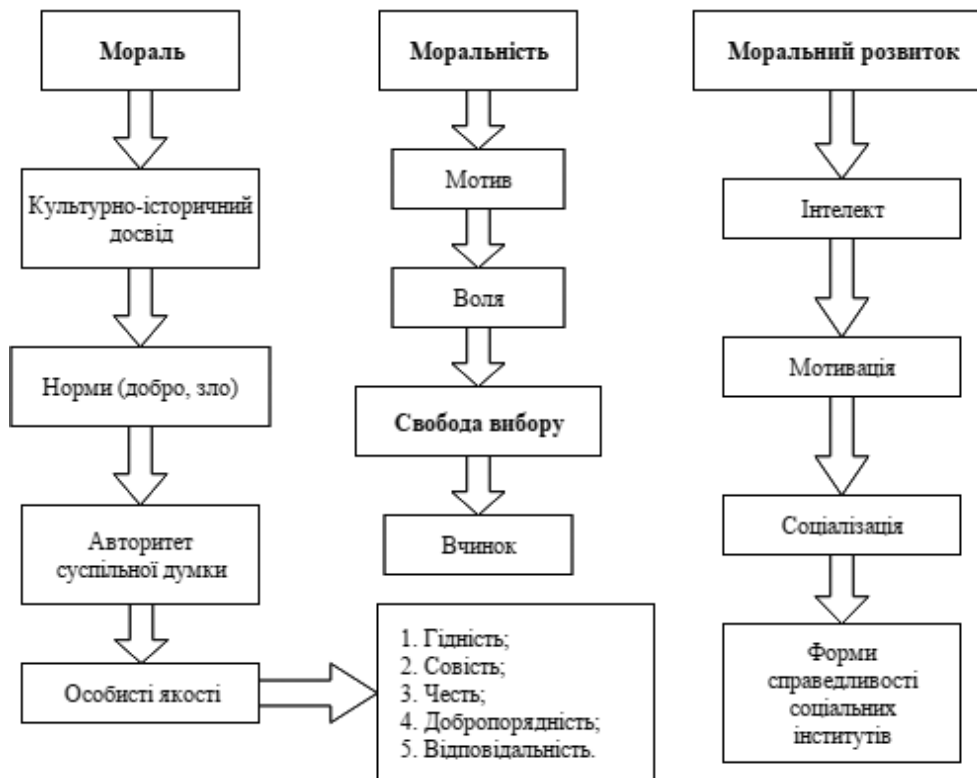 Мораль
Культурно-історичний
досвід
Норми (добро, зло)
Авторитет
суспільної думки
Особисті якості
1. Гідність;
2. Совість;
3. Честь;
4. Добропорядність;
5. Відповідальність.
Моральність
Мотив
Воля
Свобода вибору
Вчинок
Моральний розвиток
Інтелект
Мотивація
Соціалізація
Форми
справедливості
соціальних
інститутів